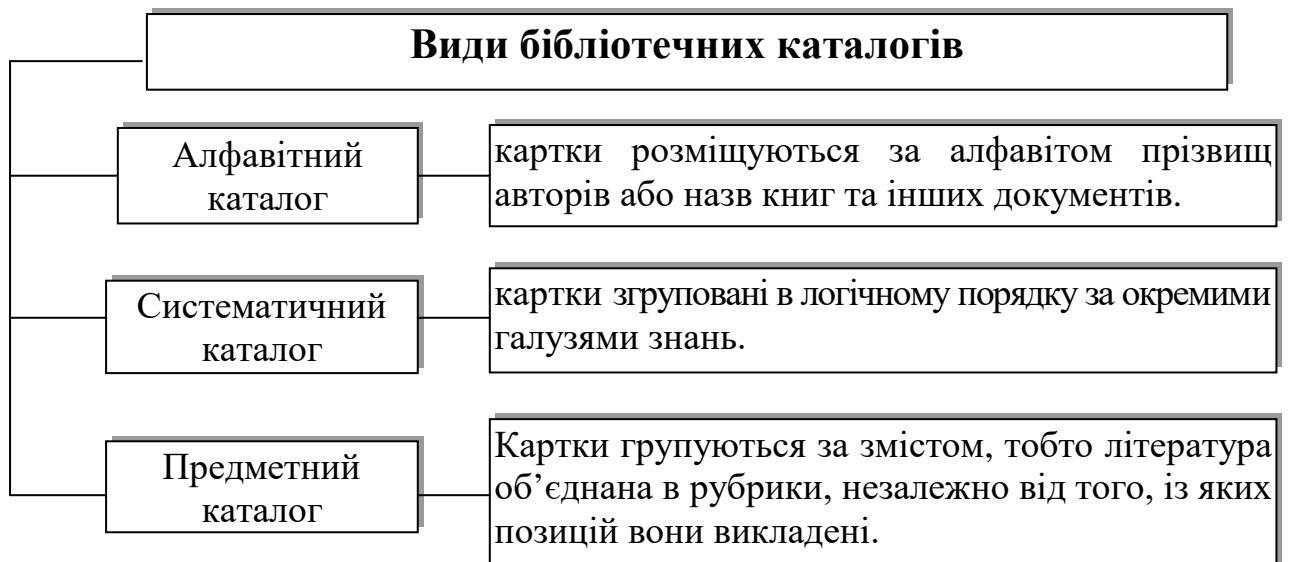 Види бібліотечних каталогів
Алфавітний
каталог
картки розміщуються за алфавітом прізвищ
авторів або назв книг та інших документів.
Систематичний
каталог
картки згруповані в логічному порядку за окремими
галузями знань.
Предметний
каталог
Картки групуються за змістом, тобто література
об’єднана в рубрики, незалежно від того, із яких
позицій вони викладені.